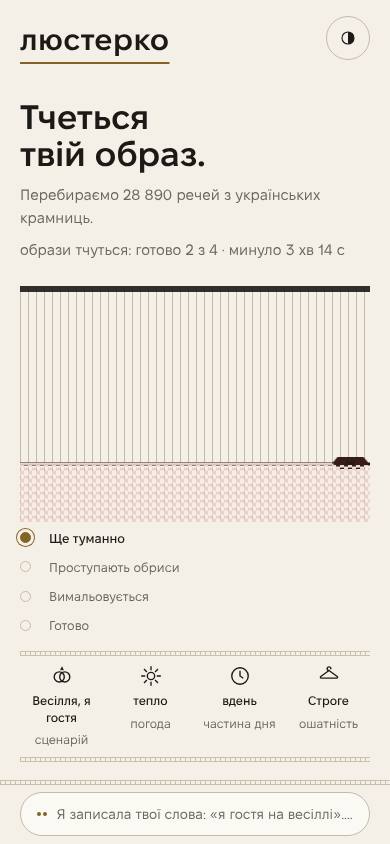 люстерко
Тчеться
твій образ.
Перебираємо 28 890 речей з українських
крамниць.
образи тчуться: готово 2 з 4 · минуло 3 хв 14 с
Ще туманно
Проступають обриси
Вимальовується
Готово
Весілля, я
гостя
сценарій
тепло
погода
вдень
частина дня
Строге
ошатність
Я записала твої слова: «я гостя на весіллі»....